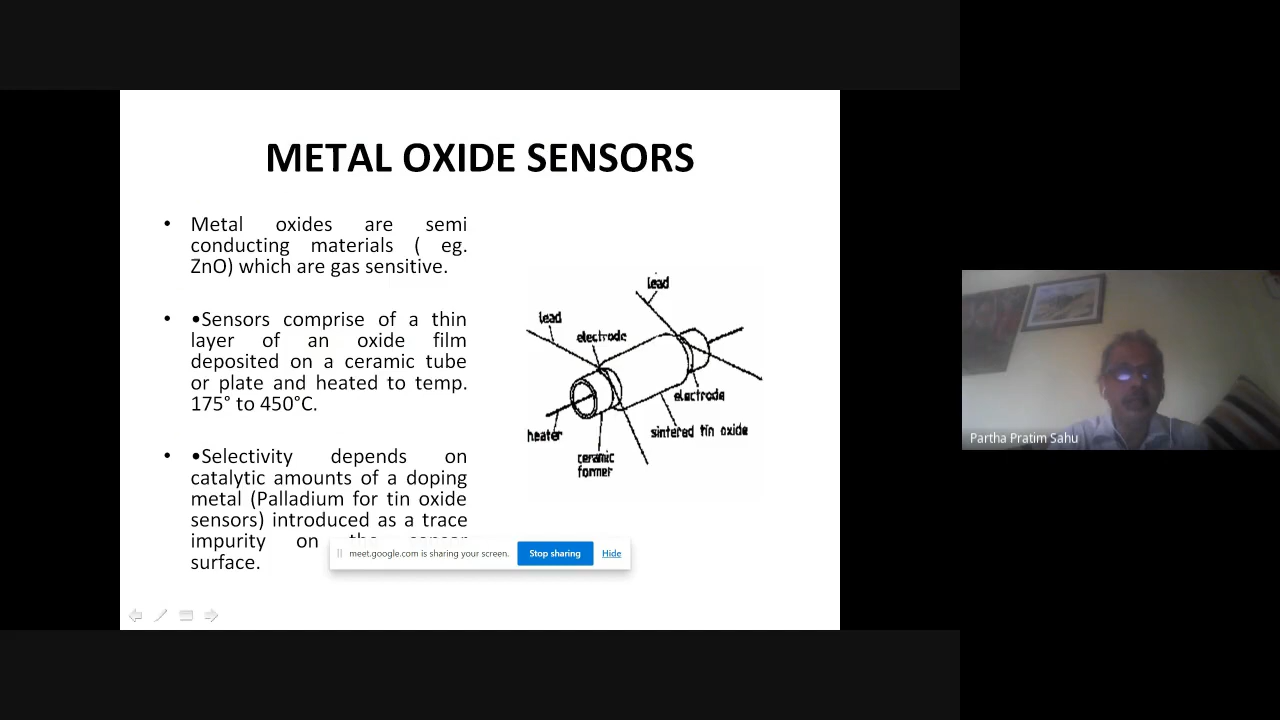 METAL OXIDE SENSORS
• Metal oxides are semi
conducting materials ( eg.
ZnO) which are gas sensitive.
• •Sensors comprise of a thin
layer of an oxide film
deposited on a ceramic tube
or plate and heated to temp.
175° to 450°C.
• •Selectivity depends on
catalytic amounts of a doping
metal (Palladium for tin oxide
sensors) introduced as a trace
impurity on
surface.
lead
lead
electrode
electrode
heater
sintered tin oxide
ceramic
former
meet.google.com is sharing your screen.
Stop sharing
Hide
Partha Pratim Sahu